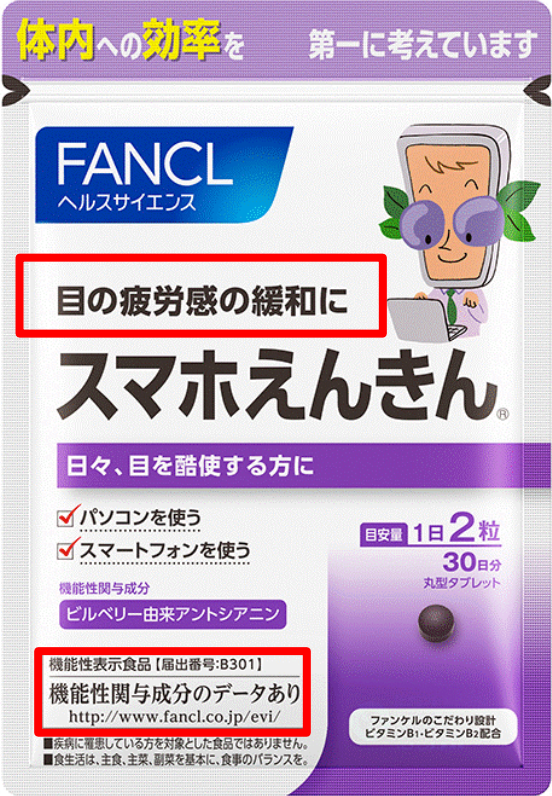 体内への効率を　第一に考えています
FANCL
ヘルスサイエンス
目の疲労感の緩和に
スマホえんきん®
日々、目を酷使する方に
パソコンを使う
スマートフォンを使う
目安量 1日2粒
30日分
丸型タブレット
機能性関与成分
ビルベリー由来アントシアニン
機能性表示食品【届出番号:B301】
機能性関与成分のデータあり
http://www.fancl.co.jp/evi/
ファンケルのこだわり設計
ビタミンB1・ビタミンB2配合
■疾病に罹患している方を対象とした食品ではありません。
■食生活は、主食、主菜、副菜を基本に、食事のバランスを。